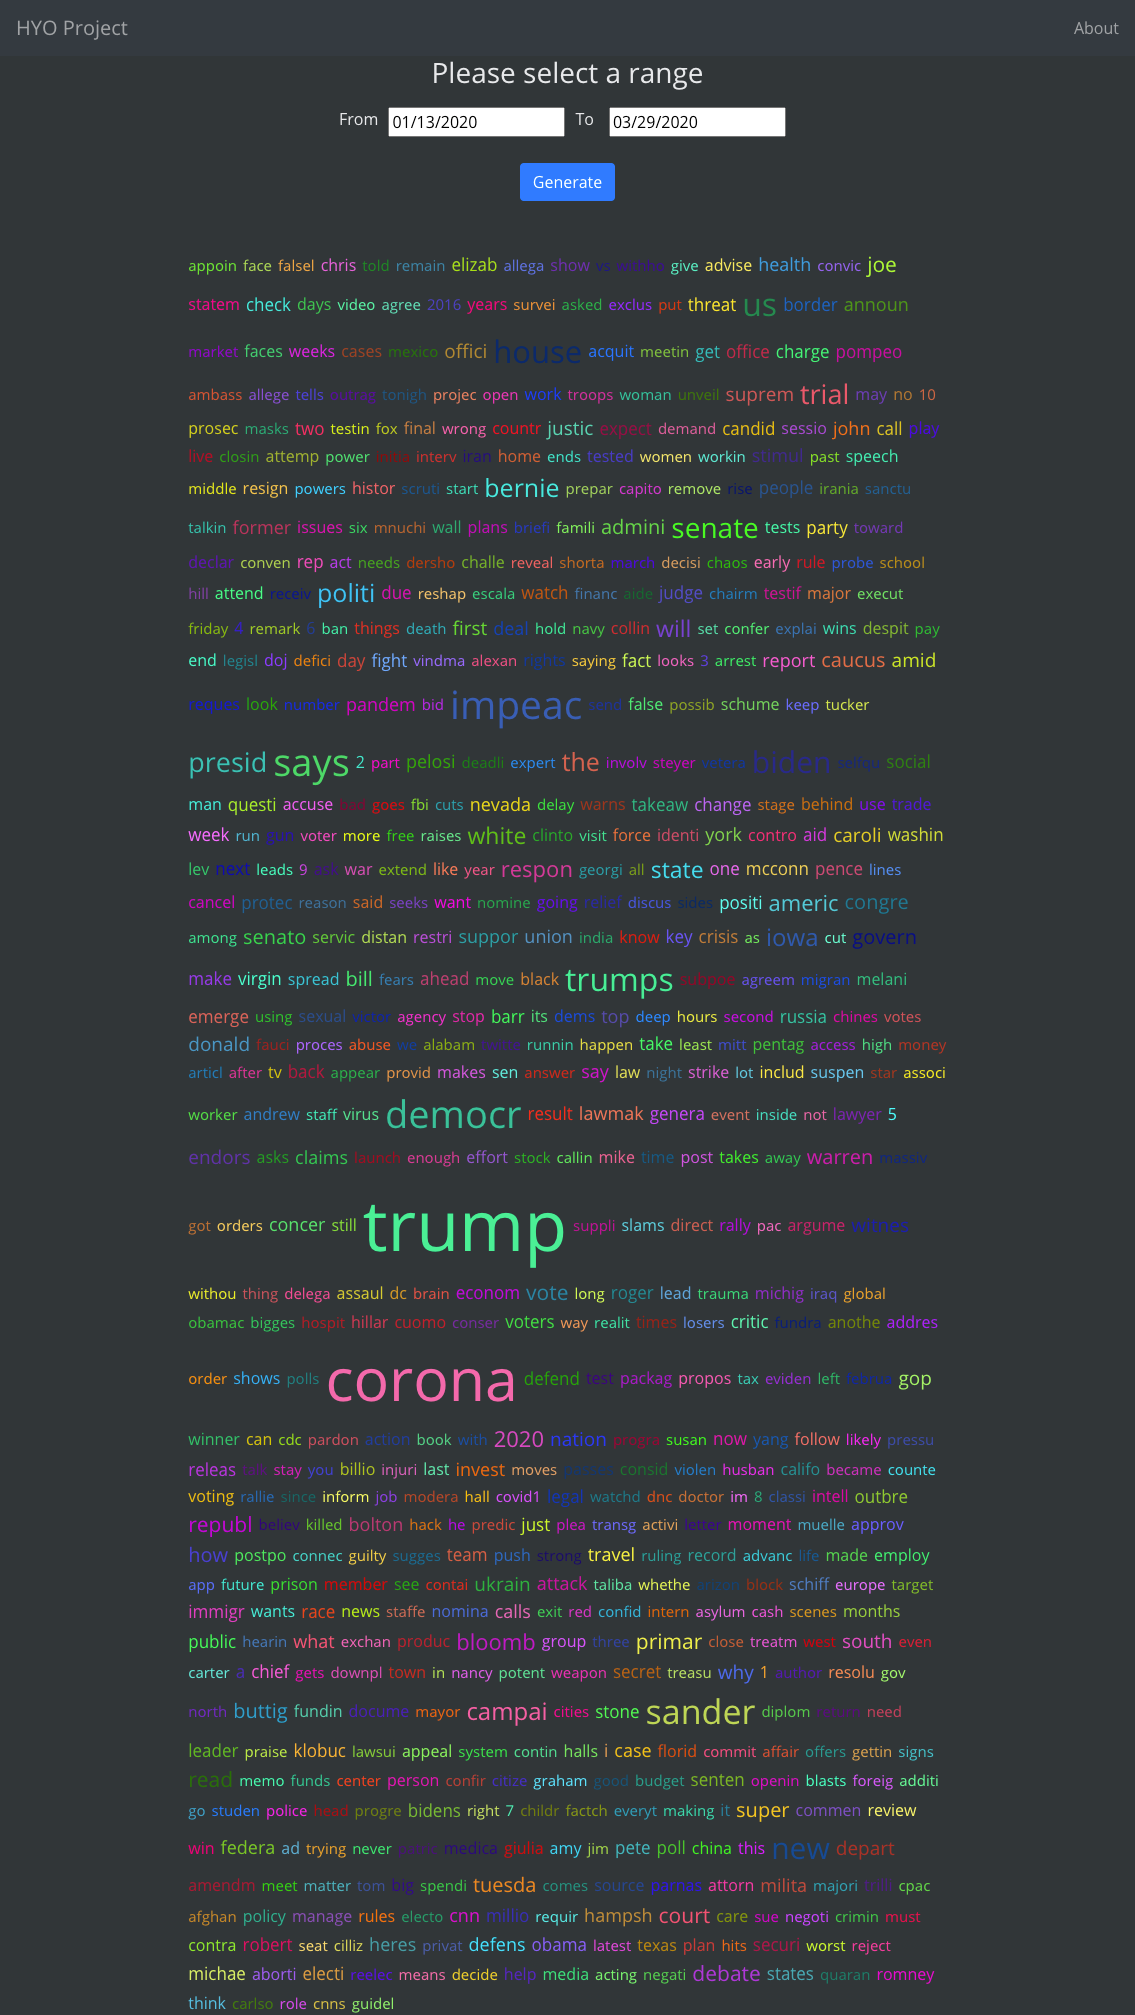 HYO Project About
Please select a range
From 01/13/2020 To 03/29/2020
Generate
appoin face falsel chris told remain elizab allega show vs withho give advise health convic joe
statem check days video agree 2016 years survei asked exclus put threat us border announ
market faces weeks cases mexico offici house acquit meetin get office charge pompeo
ambass allege tells tonigh projec open work troops woman unveil suprem trial may no 10
prosec masks two testin fox final wrong countr justic expect demand candid sessio john call play
live closin attemp power interv iran home ends tested women workin stimul past speech
middle resign powers histor scruti start bernie prepar capito remove rise people irania sanctu
talkin former issues six mnuchi wall plans briefi famili admini senate tests party toward
declar conven rep act needs dersho challe reveal shorta march decisi chaos early rule probe school
hill attend receiv politi due reshap escala watch financ aide judge chairm testif major execut
friday 4 remark 6 ban things death first deal hold navy collin will set confer explai wins despit pay
end legisl doj defici day fight vindma alexan rights saying fact looks 3 arrest report caucus amid
reques look number pandem bid impeac false possib schume keep tucker
presid says 2 part pelosi deadli expert the involv steyer biden selfqu social
man questi accuse goes fbi cuts nevada delay warns takeaw change stage behind use trade
week run gun voter more free raises white clinto visit force identi york contro aid caroli washin
lev next leads 9 ask war extend like year respon georgi all state one mcconn pence lines
cancel protec reason said seeks want nomine going relief discus sides positi americ congre
among senato servic distan restri suppor union india know key crisis as iowa cut govern
make virgin spread bill fears ahead move black trumps suppoe agreem migran melani
emerge using sexual victor agency stop barr its dems top deep hours second russia chines votes
donald fauci proces abuse we alabam twitte runnin happen take least mitt pentag access high money
articl after tv back appear provid makes sen answer say law night strike lot includ suspen star associ
worker andrew staff virus democr result lawmak genera event inside not lawyer 5
endors asks claims launch enough effort stock callin mike time post takes away warren massiv
got orders concer still trump suppli slams direct rally pac argume witnes
withou thing delega assaul dc brain econom vote long roger lead trauma michig iraq global
obamac bigges hospit hillar cuomo conser voters way realit times losers critic fundra anothe addres
order shows polls corona defend test packag propos tax eviden left februa gop
winner can cdc pardon action book with 2020 nation progre susan now yang follow likely pressu
releas stay you billio injuri last invest moves consid violen husban califo became counte
voting rallie since inform job modera hall covid1 legal watchd dnc doctor im 8 classi intell outbre
republ believ killed bolton hack he predic just plea transg activi letter moment muelle approv
how postpo connec guilty sugges team push strong travel ruling record advanc life made employ
app future prison member see contai ukrain attack taliba whethe block schiff europe target
immigr wants race news staffe nomina calls exit red confid intern asylum cash scenes months
public hearin what exchan produc bloomb group three primar close treatm west south even
carter a chief gets downpl town in nancy potent weapon secret treasu why 1 author resolu gov
north buttig fundin docume mayor campai cities stone sander diplom return need
leader praise klobuc lawsui appeal system contin halls i case florid commit affair offers gettin signs
read memo funds center person confir citize graham good budget senten openin blasts foreig additi
go studen police head progre bidens right 7 childr factch everyt making it super commen review
win federa ad trying never patric medica giulia amy jim pete poll china this new depart
amendm meet matter tom big spendi tuesda comes source parnas attorn milita majori cpac
afghan policy manage rules electo cnn millio requir hampsh court care sue negoti crimin must
contra robert seat cilliz heres privat defens obama latest texas plan hits securi worst reject
michae aborti electi reelec means decide help media acting negati debate states quaran romney
think carlso role cnns guidel